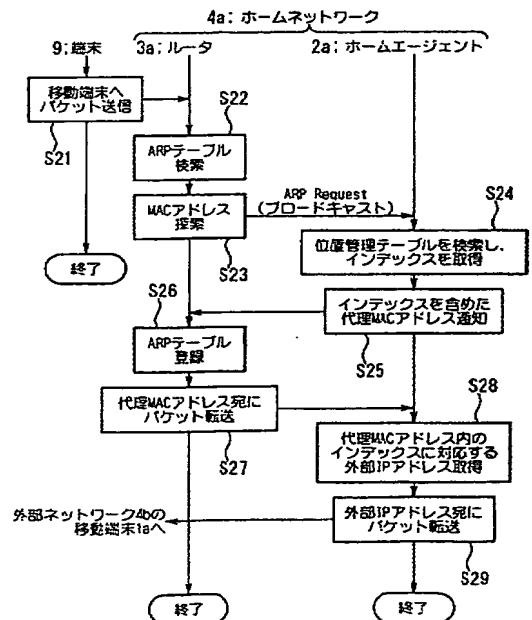 4a：ホームネットワーク
9；端末
3a；ルータ
2a；ホームエージェント
移動端末へ
パケット送信
S21
S22
ARPテーブル
検索
MACアドレス
探索
S23
ARP Request
(ブロードキャスト)
S24
位置管理テーブルを検索し、
インデックスを取得
終了
S26
インデックスを含めた
代理MACアドレス通知
S25
ARPテーブル
登録
代理MACアドレス宛に
パケット転送
S27
S28
代理MACアドレス内の
インデックスに対応する
外部IPアドレス取得
外部ネットワーク4bの
移動端末1aへ
外部IPアドレス宛に
パケット転送
S29
終了
終了